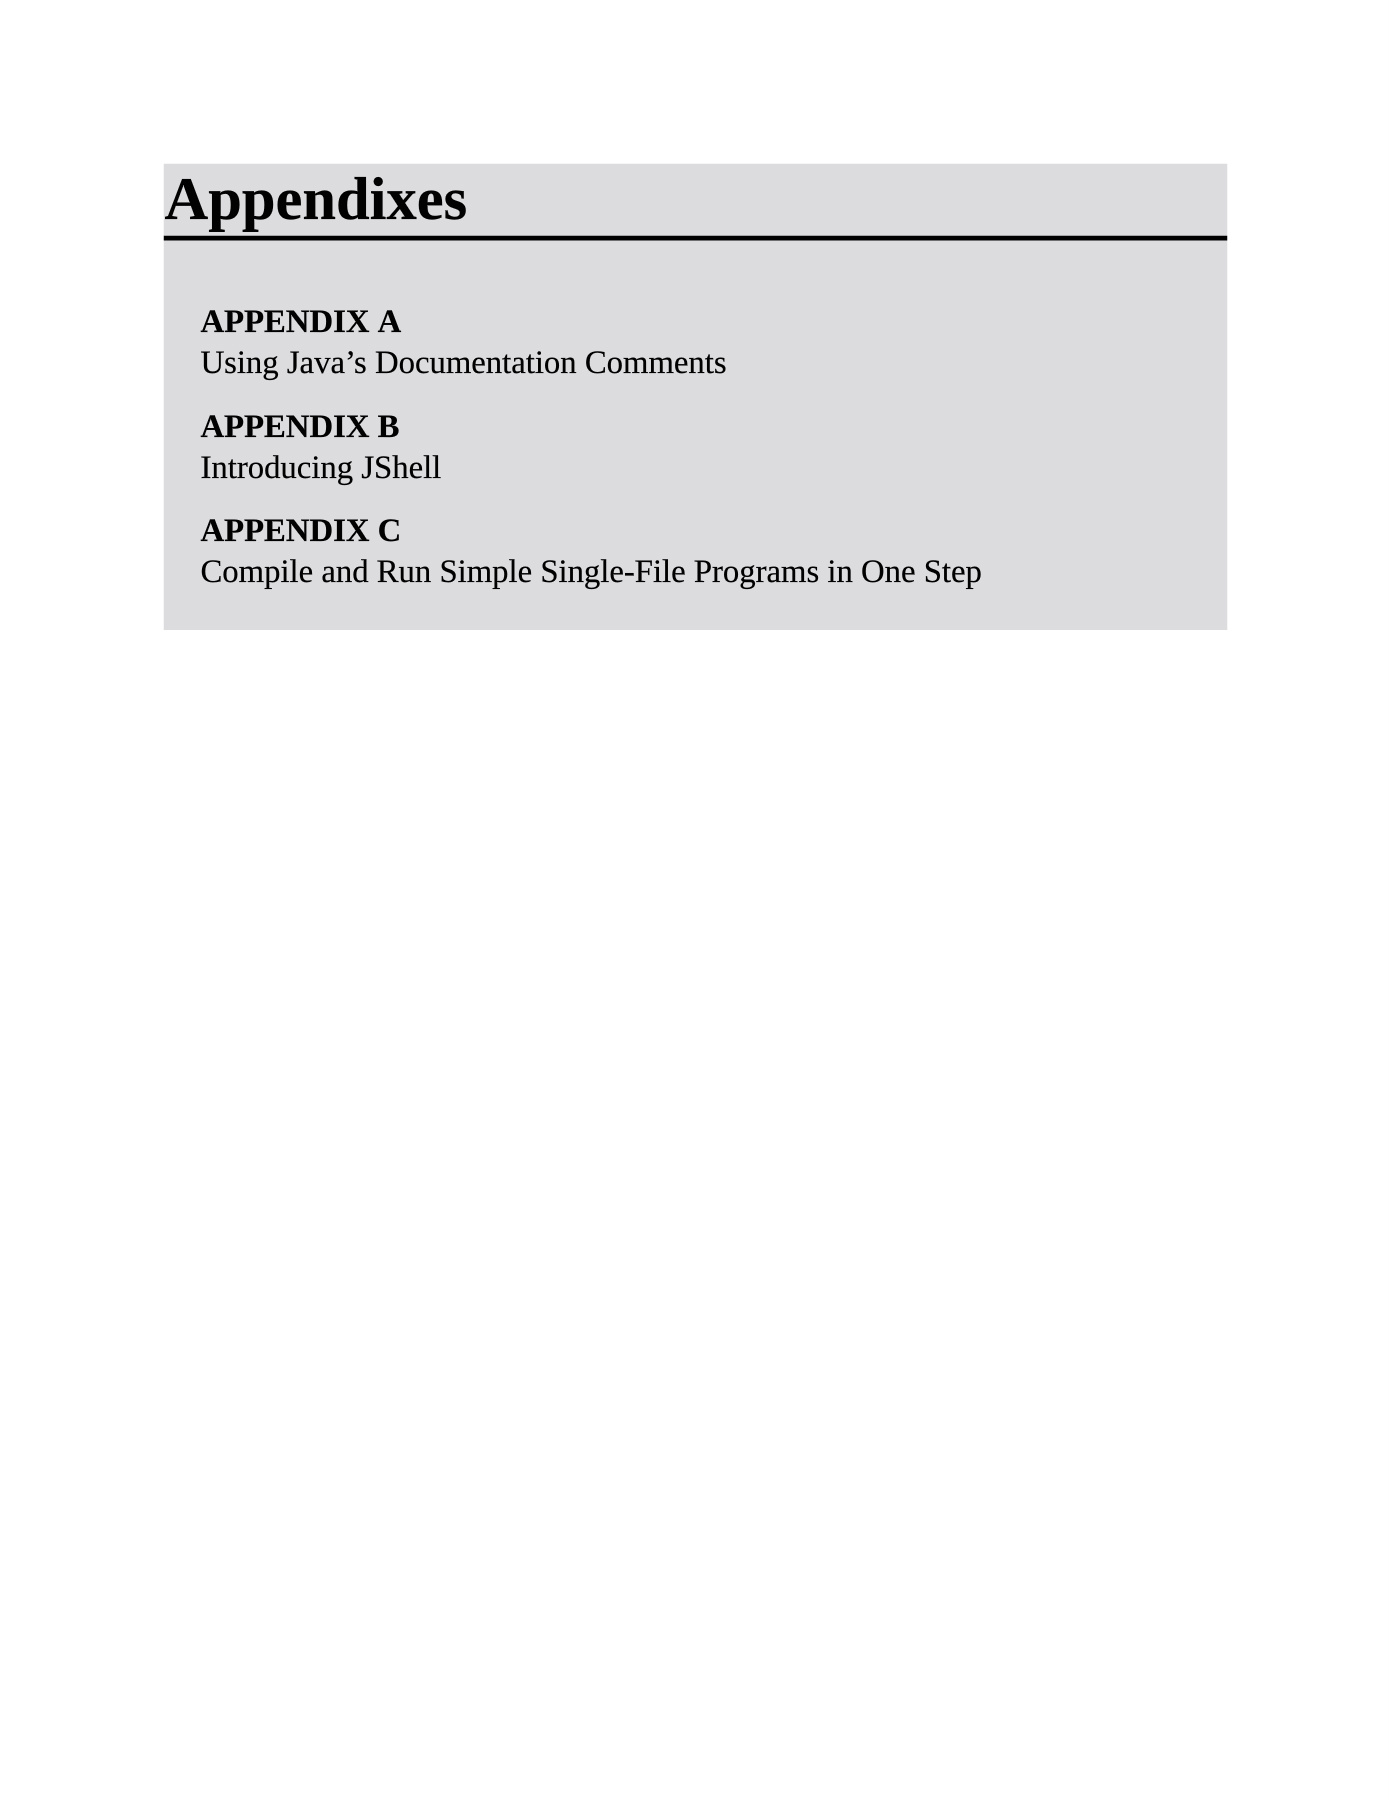 Appendixes
APPENDIX A
Using Java’s Documentation Comments
APPENDIX B
Introducing JShell
APPENDIX C
Compile and Run Simple Single-File Programs in One Step